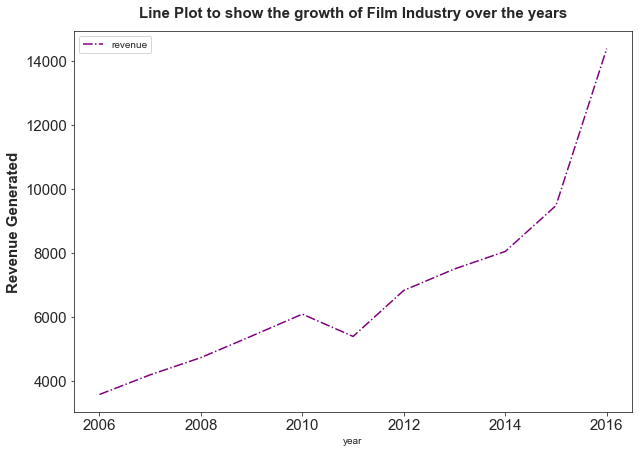 Line Plot to show the growth of Film Industry over the years
revenue
Revenue Generated
14000
12000
10000
8000
6000
4000
2006 2008 2010 2012 2014 2016
year